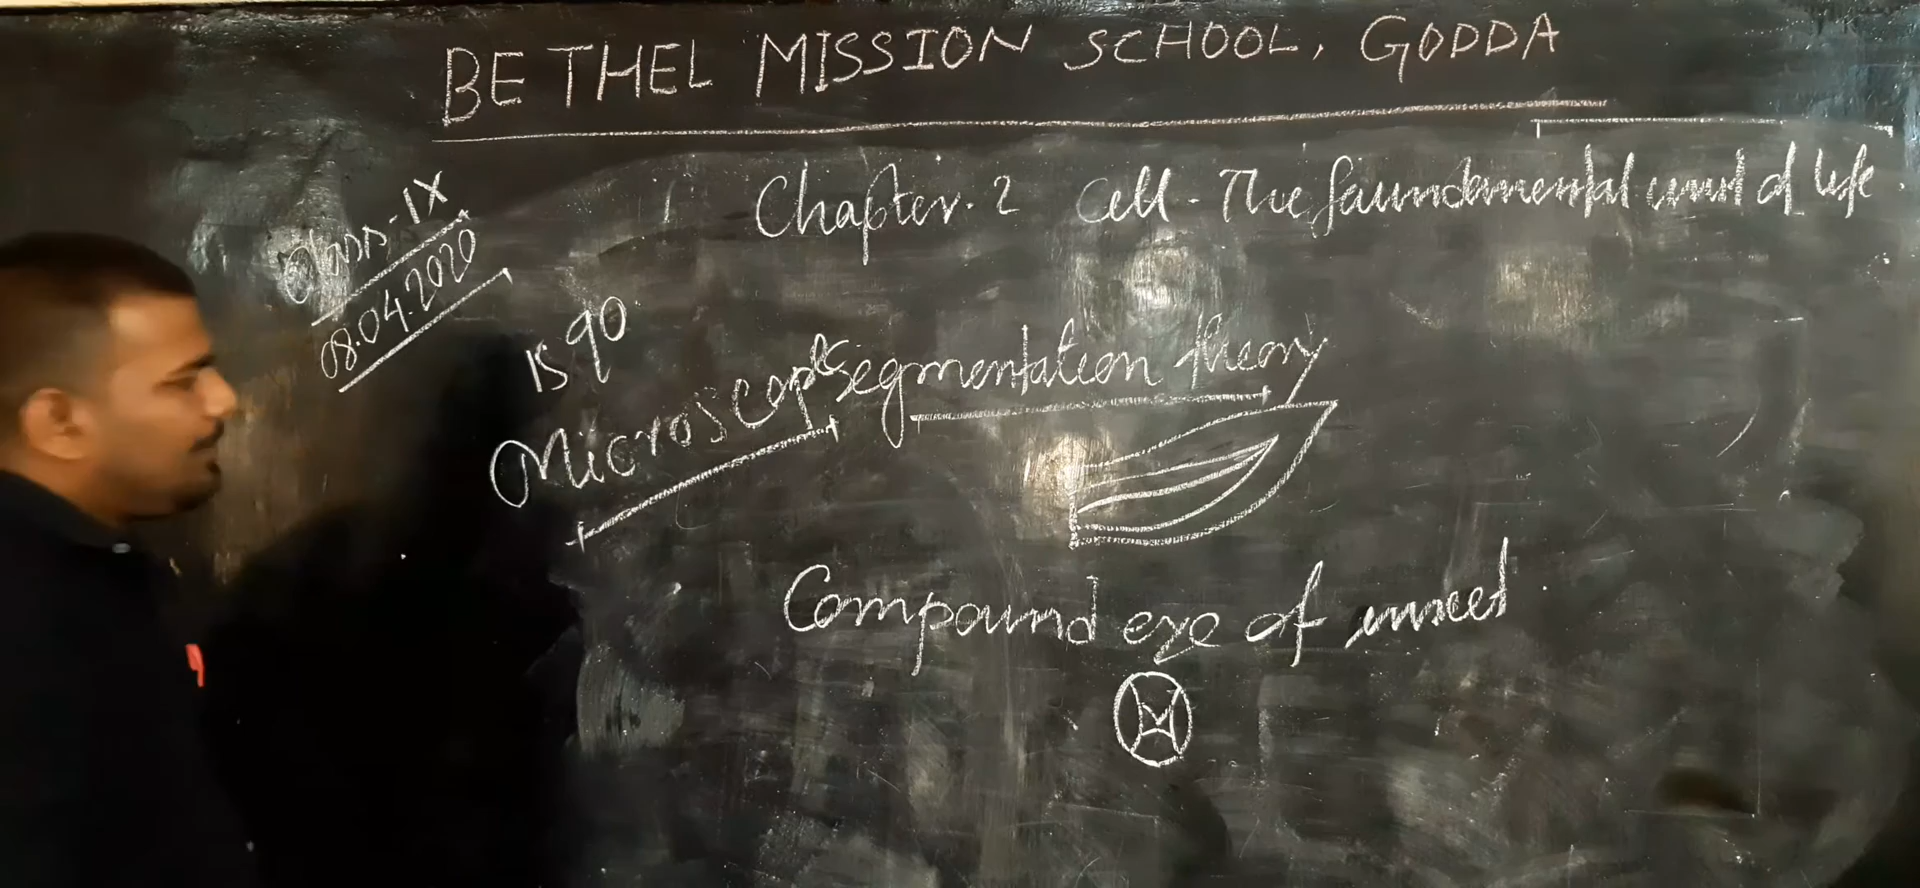 BETHEL MISSION SCHOOL, GODDA
Class-IX
08.04.2020
Chapter. 2 Cell - The faundemental unit of life.
1590
Microscope
Segmentation theory
Compound eye of insect